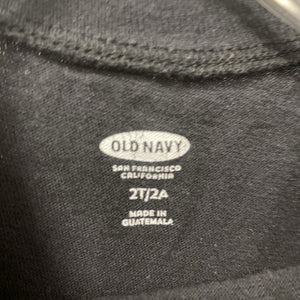 OLD NAVY
SAN FRANCISCO
CALIFORNIA
2T/2A
MADE IN
GUATEMALA